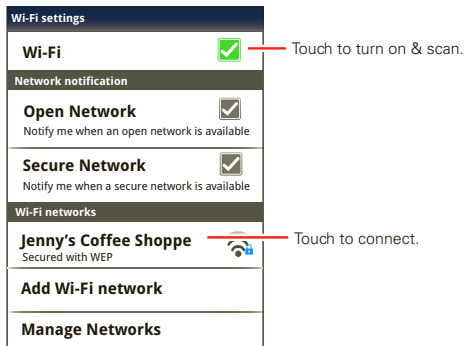 Wi-Fi settings
Wi-Fi
Touch to turn on & scan.
Network notification
Open Network
Notify me when an open network is available
Secure Network
Notify me when a secure network is available
Wi-Fi networks
Jenny's Coffee Shoppe
Touch to connect.
Secured with WEP
Add Wi-Fi network
Manage Networks